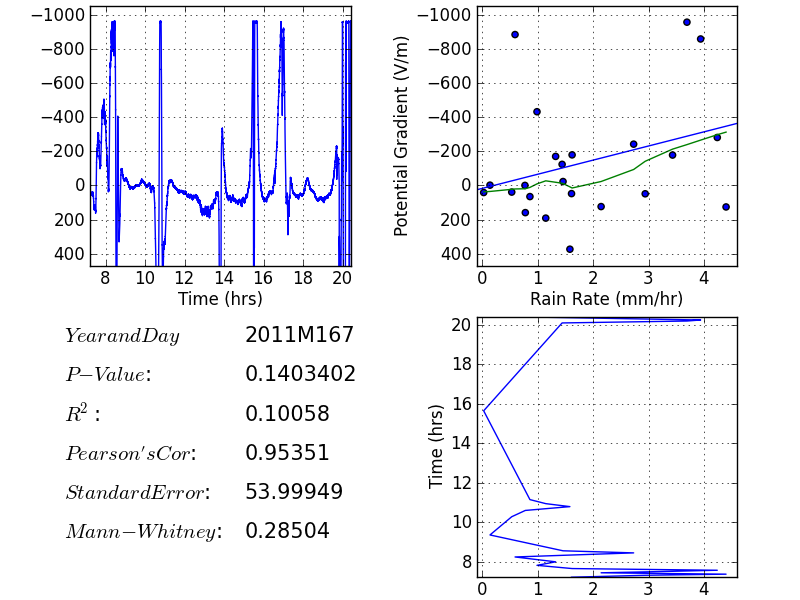 −1000
−800
−600
−400
−200
0
200
400
8 10 12 14 16 18 20
Time (hrs)
Potential Gradient (V/m)
−1000
−800
−600
−400
−200
0
200
400
0 1 2 3 4
Rain Rate (mm/hr)
YearandDay 2011M167
P−Value: 0.1403402
R²: 0.10058
Pearson'sCor: 0.95351
StandardError: 53.99949
Mann−Whitney: 0.28504
Time (hrs)
20
18
16
14
12
10
8
0 1 2 3 4